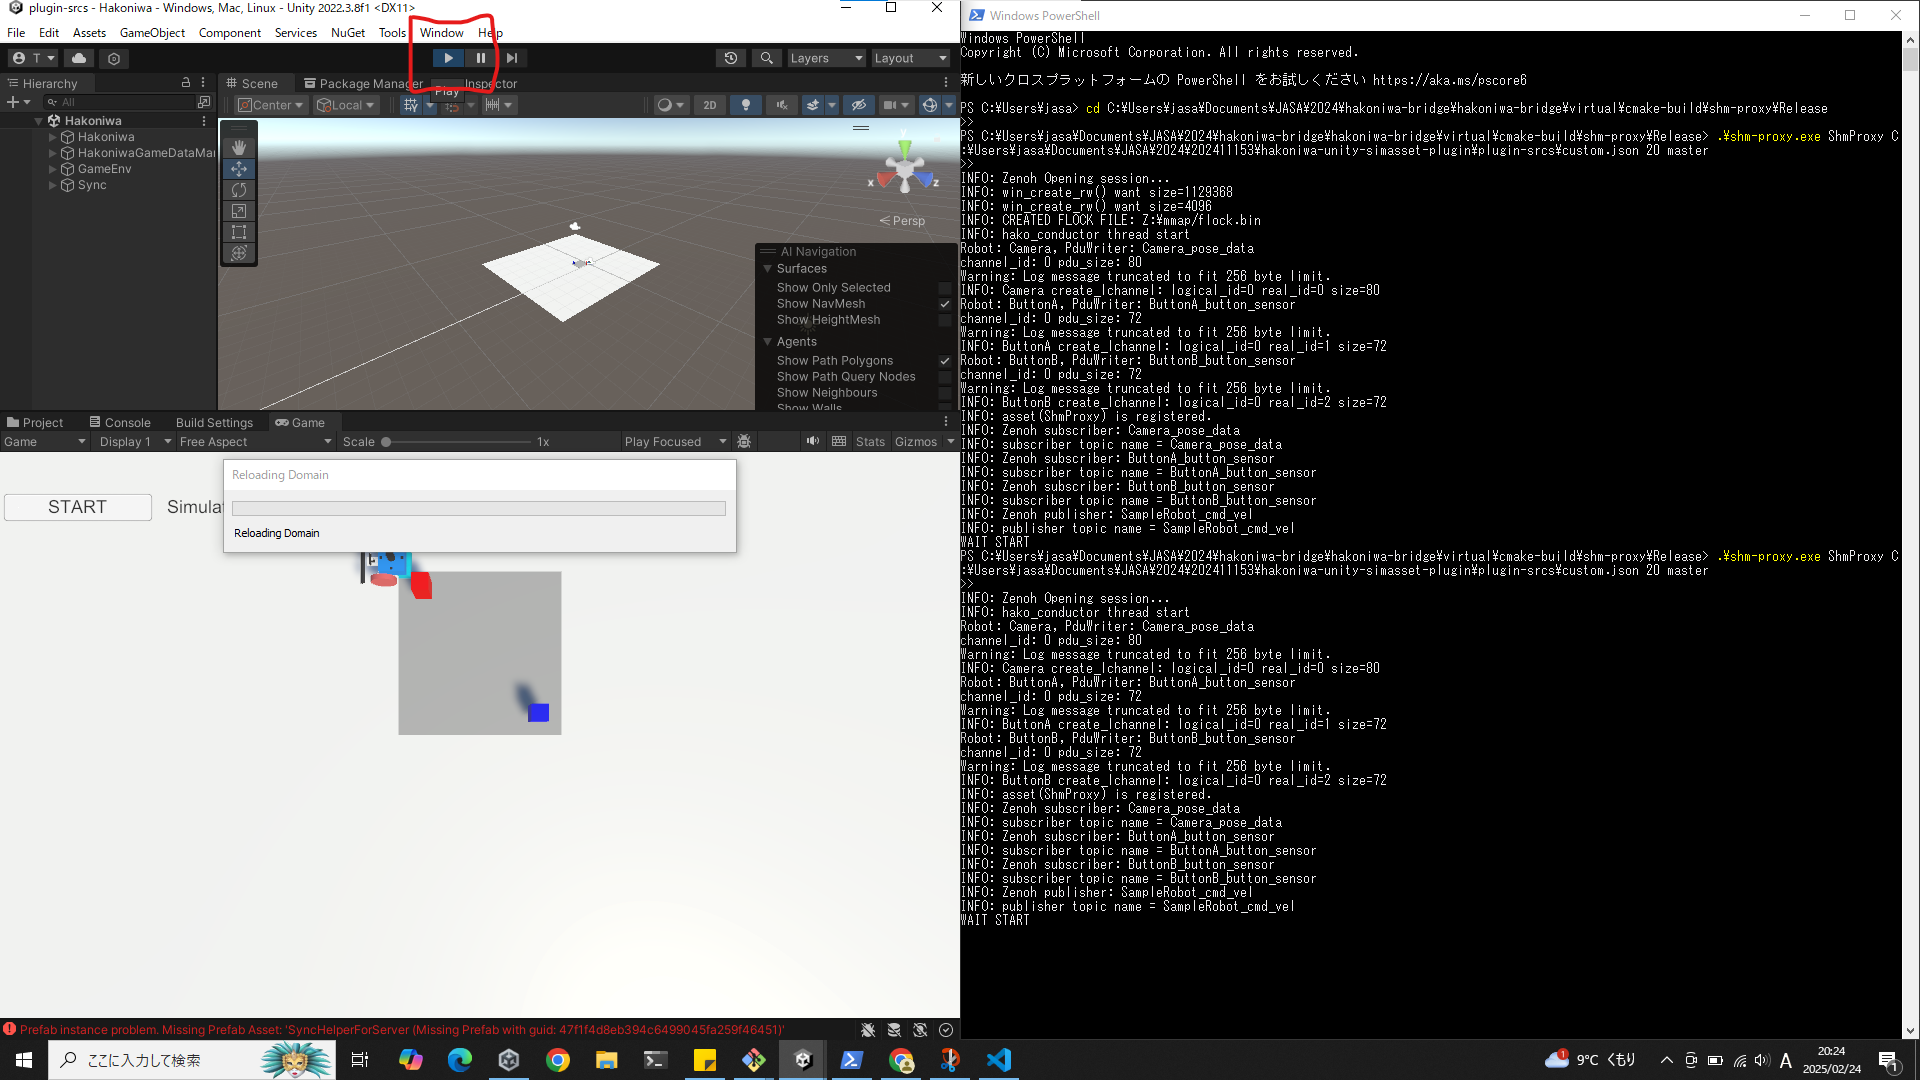 plugin-srcs - Hakoniwa - Windows, Mac, Linux - Unity 2022.3.8f1 <DX11>
File Edit Assets GameObject Component Services NuGet Tools Window Help
T
Layers
Layout
Hierarchy
All
Hakoniwa
Hakoniwa
HakoniwaGameDataMan
GameEnv
Sync
Scene
Package Manager
Inspector
Play
Center
Local
2D
y
x
z
Persp
AI Navigation
Surfaces
Show Only Selected
Show NavMesh
Show HeightMesh
Agents
Show Path Polygons
Show Path Query Nodes
Show Neighbours
Show Walls
Project
Console
Build Settings
Game
Game
Display 1
Free Aspect
Scale
1x
Play Focused
Stats
Gizmos
Reloading Domain
Reloading Domain
START
Simulat
Prefab instance problem. Missing Prefab Asset: 'SyncHelperForServer (Missing Prefab with guid: 47f1f4d8eb394c6499045fa259f46451)'
Windows PowerShell
Windows PowerShell
Copyright (C) Microsoft Corporation. All rights reserved.
新しいクロスプラットフォームの PowerShell をお試しください https://aka.ms/pscore6
PS C:¥Users¥jasa> cd C:¥Users¥jasa¥Documents¥JASA¥2024¥hakoniwa-bridge¥hakoniwa-bridge¥virtual¥cmake-build¥shm-proxy¥Release
>>
PS C:¥Users¥jasa¥Documents¥JASA¥2024¥hakoniwa-bridge¥hakoniwa-bridge¥virtual¥cmake-build¥shm-proxy¥Release> .¥shm-proxy.exe ShmProxy C
:¥Users¥jasa¥Documents¥JASA¥2024¥202411153¥hakoniwa-unity-simasset-plugin¥plugin-srcs¥custom.json 20 master
>>
INFO: Zenoh Opening session...
INFO: win_create_rw() want size=1129368
INFO: win_create_rw() want size=4096
INFO: CREATED FLOCK FILE: Z:¥mmap/flock.bin
INFO: hako_conductor thread start
Robot: Camera, PduWriter: Camera_pose_data
channel_id: 0 pdu_size: 80
Warning: Log message truncated to fit 256 byte limit.
INFO: Camera create_lchannel: logical_id=0 real_id=0 size=80
Robot: ButtonA, PduWriter: ButtonA_button_sensor
channel_id: 0 pdu_size: 72
Warning: Log message truncated to fit 256 byte limit.
INFO: ButtonA create_lchannel: logical_id=0 real_id=1 size=72
Robot: ButtonB, PduWriter: ButtonB_button_sensor
channel_id: 0 pdu_size: 72
Warning: Log message truncated to fit 256 byte limit.
INFO: ButtonB create_lchannel: logical_id=0 real_id=2 size=72
INFO: asset(ShmProxy) is registered.
INFO: Zenoh subscriber: Camera_pose_data
INFO: subscriber topic name = Camera_pose_data
INFO: Zenoh subscriber: ButtonA_button_sensor
INFO: subscriber topic name = ButtonA_button_sensor
INFO: Zenoh subscriber: ButtonB_button_sensor
INFO: subscriber topic name = ButtonB_button_sensor
INFO: Zenoh publisher: SampleRobot_cmd_vel
INFO: publisher topic name = SampleRobot_cmd_vel
WAIT START
PS C:¥Users¥jasa¥Documents¥JASA¥2024¥hakoniwa-bridge¥hakoniwa-bridge¥virtual¥cmake-build¥shm-proxy¥Release> .¥shm-proxy.exe ShmProxy C
:¥Users¥jasa¥Documents¥JASA¥2024¥202411153¥hakoniwa-unity-simasset-plugin¥plugin-srcs¥custom.json 20 master
>>
INFO: Zenoh Opening session...
INFO: hako_conductor thread start
Robot: Camera, PduWriter: Camera_pose_data
channel_id: 0 pdu_size: 80
Warning: Log message truncated to fit 256 byte limit.
INFO: Camera create_lchannel: logical_id=0 real_id=0 size=80
Robot: ButtonA, PduWriter: ButtonA_button_sensor
channel_id: 0 pdu_size: 72
Warning: Log message truncated to fit 256 byte limit.
INFO: ButtonA create_lchannel: logical_id=0 real_id=1 size=72
Robot: ButtonB, PduWriter: ButtonB_button_sensor
channel_id: 0 pdu_size: 72
Warning: Log message truncated to fit 256 byte limit.
INFO: ButtonB create_lchannel: logical_id=0 real_id=2 size=72
INFO: asset(ShmProxy) is registered.
INFO: Zenoh subscriber: Camera_pose_data
INFO: subscriber topic name = Camera_pose_data
INFO: Zenoh subscriber: ButtonA_button_sensor
INFO: subscriber topic name = ButtonA_button_sensor
INFO: Zenoh subscriber: ButtonB_button_sensor
INFO: subscriber topic name = ButtonB_button_sensor
INFO: Zenoh publisher: SampleRobot_cmd_vel
INFO: publisher topic name = SampleRobot_cmd_vel
WAIT START
ここに入力して検索
1
9℃ くもり
A
20:24
2025/02/24
1